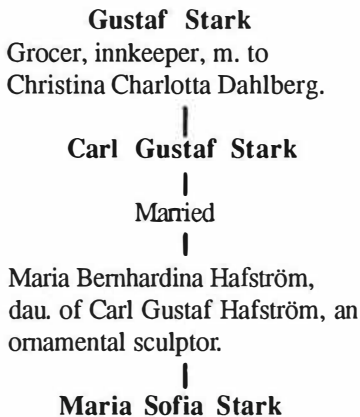 Gustaf Stark
Grocer, innkeeper, m. to
Christina Charlotta Dahlberg.
Carl Gustaf Stark
Married
Maria Bernhardina Hafström,
dau. of Carl Gustaf Hafström, an
ornamental sculptor.
Maria Sofia Stark